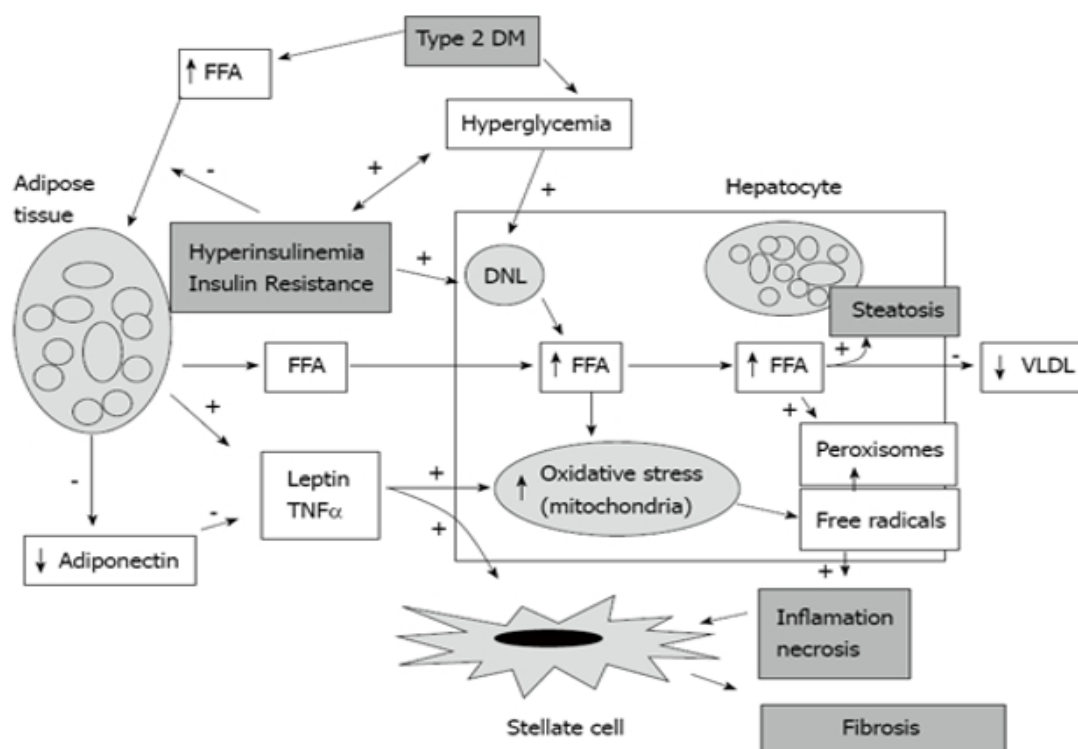 Type 2 DM
↑ FFA
Hyperglycemia
+
-
+
Adipose
tissue
Hepatocyte
Hyperinsulinemia
Insulin Resistance
+
DNL
Steatosis
FFA
↑ FFA
↑ FFA
+
-
↓ VLDL
+
+
Peroxisomes
-
Leptin
TNFα
+
↑ Oxidative stress
(mitochondria)
Free radicals
-
+
↓ Adiponectin
+
Inflamation
necrosis
Stellate cell
Fibrosis